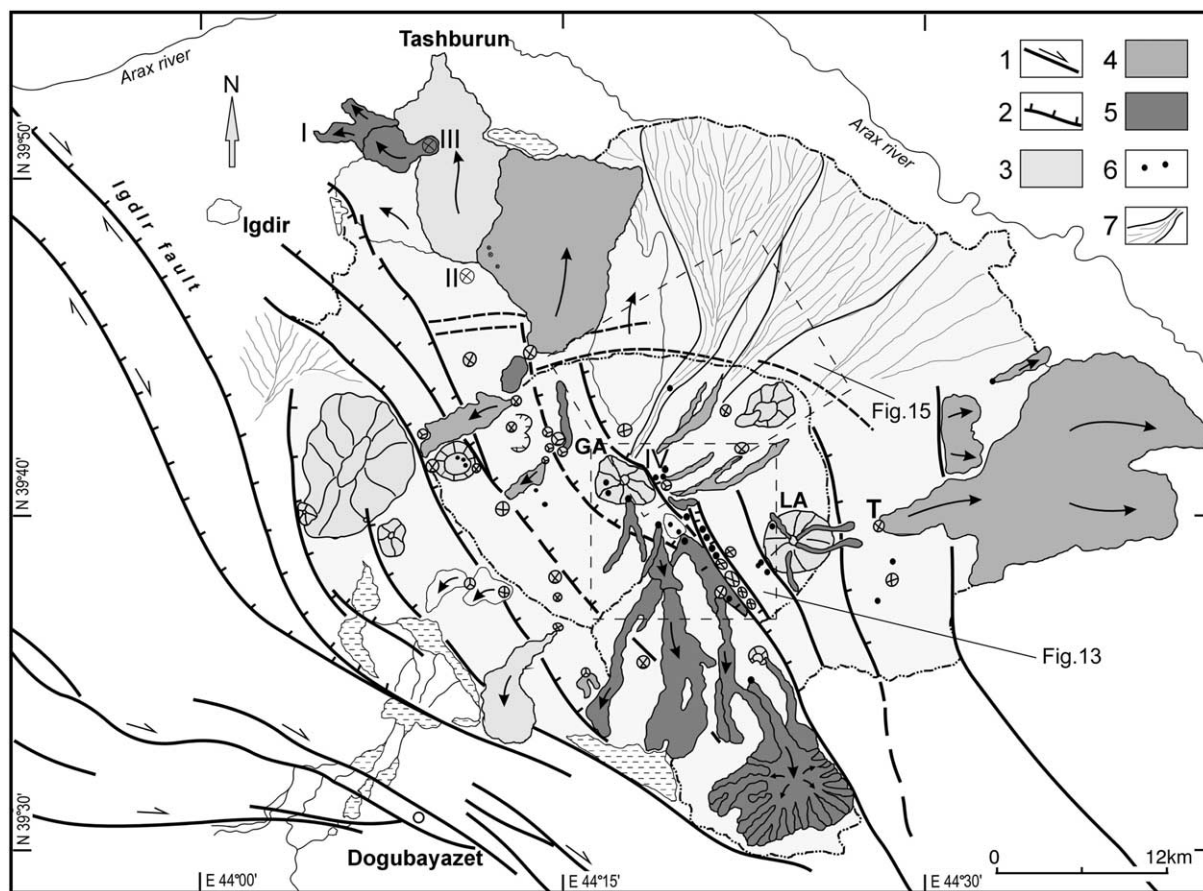 Tashburun
Arax river
N
1
4
2
5
3
6
7
Arax river
N 39°50'
I
III
Igdir
Igdir fault
II
Fig.15
N 39°40'
GA
IV
LA
T
Fig.13
N 39°30'
Dogubayazet
0
12km
E 44°00'
E 44°15'
E 44°30'